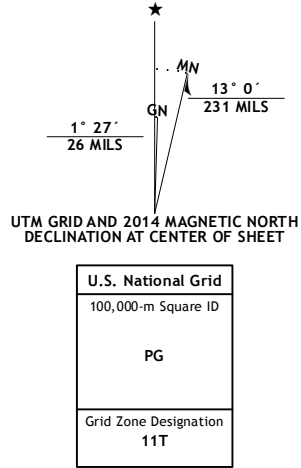 ★
MN
13° 0´
231 MILS
GN
1° 27´
26 MILS
UTM GRID AND 2014 MAGNETIC NORTH
DECLINATION AT CENTER OF SHEET
U.S. National Grid
100,000-m Square ID
PG
Grid Zone Designation
11T